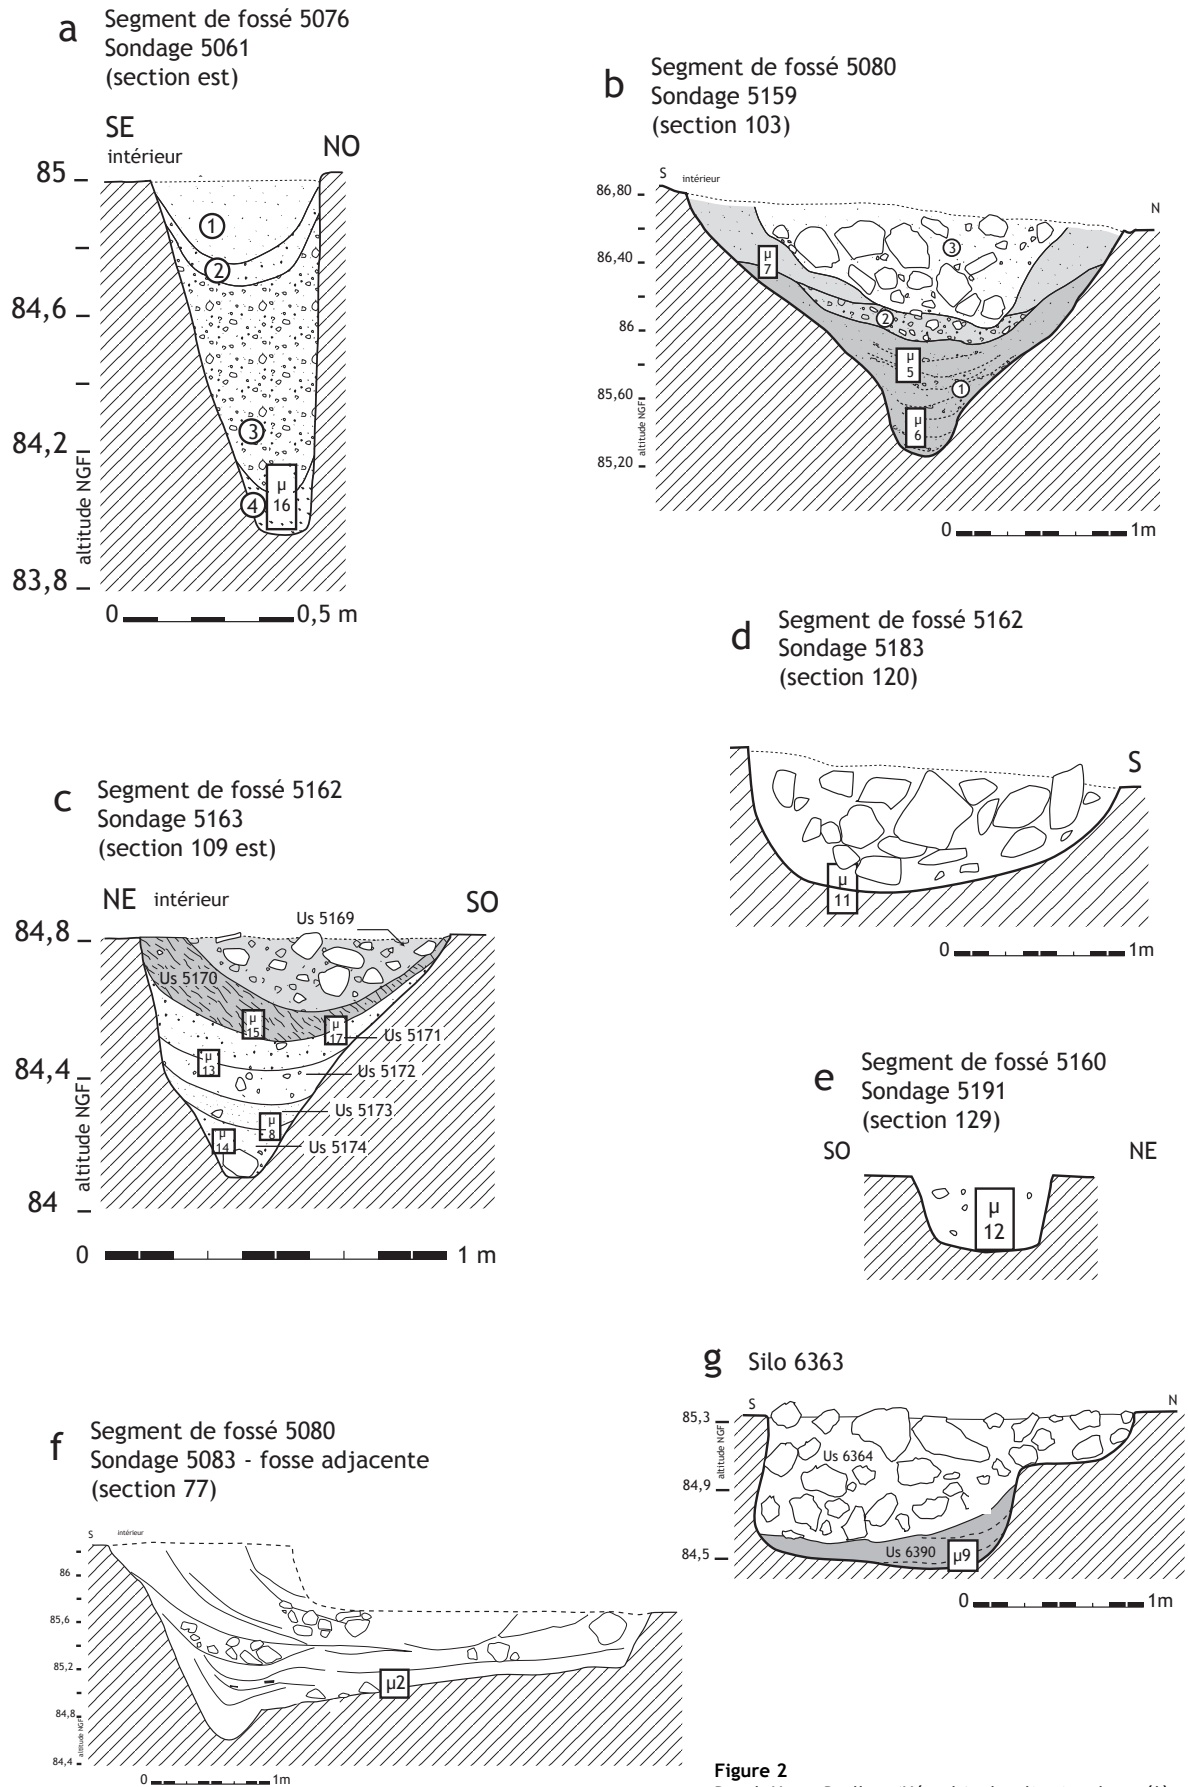 a
Segment de fossé 5076
Sondage 5061
(section est)
SE
intérieur
NO
85
84,6
84,2
83,8
altitude NGF
1
2
3
4
µ
16
0
0,5 m
b
Segment de fossé 5080
Sondage 5159
(section 103)
S
intérieur
N
86,80
86,40
86
85,60
85,20
altitude NGF
µ
7
3
2
µ
5
1
µ
6
0
1m
c
Segment de fossé 5162
Sondage 5163
(section 109 est)
NE
intérieur
SO
84,8
84,4
84
altitude NGF
Us 5169
Us 5170
µ
15
µ
17
Us 5171
µ
13
Us 5172
Us 5173
µ
8
µ
14
Us 5174
0
1 m
d
Segment de fossé 5162
Sondage 5183
(section 120)
S
µ
11
0
1m
e
Segment de fossé 5160
Sondage 5191
(section 129)
SO
NE
µ
12
f
Segment de fossé 5080
Sondage 5083 - fosse adjacente
(section 77)
S
intérieur
86
85,6
85,2
84,8
84,4
altitude NGF
µ2
0
1m
g
Silo 6363
S
N
85,3
84,9
84,5
altitude NGF
Us 6364
Us 6390
µ9
0
1m
Figure 2